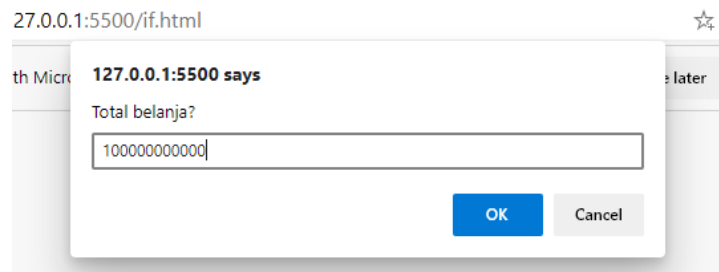 27.0.0.1:5500/if.html
th Micro
127.0.0.1:5500 says
e later
Total belanja?
100000000000
OK Cancel